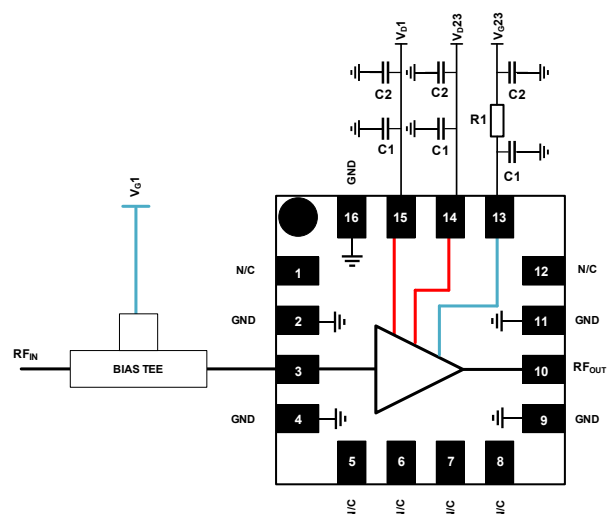 VD1
VD23
VG23
C2
C2
C2
R1
C1
C1
C1
GND
VG1
16
15
14
13
N/C
1
12
N/C
GND
2
11
GND
RFIN
BIAS TEE
3
10
RFOUT
GND
4
9
GND
5
6
7
8
N/C
N/C
N/C
N/C